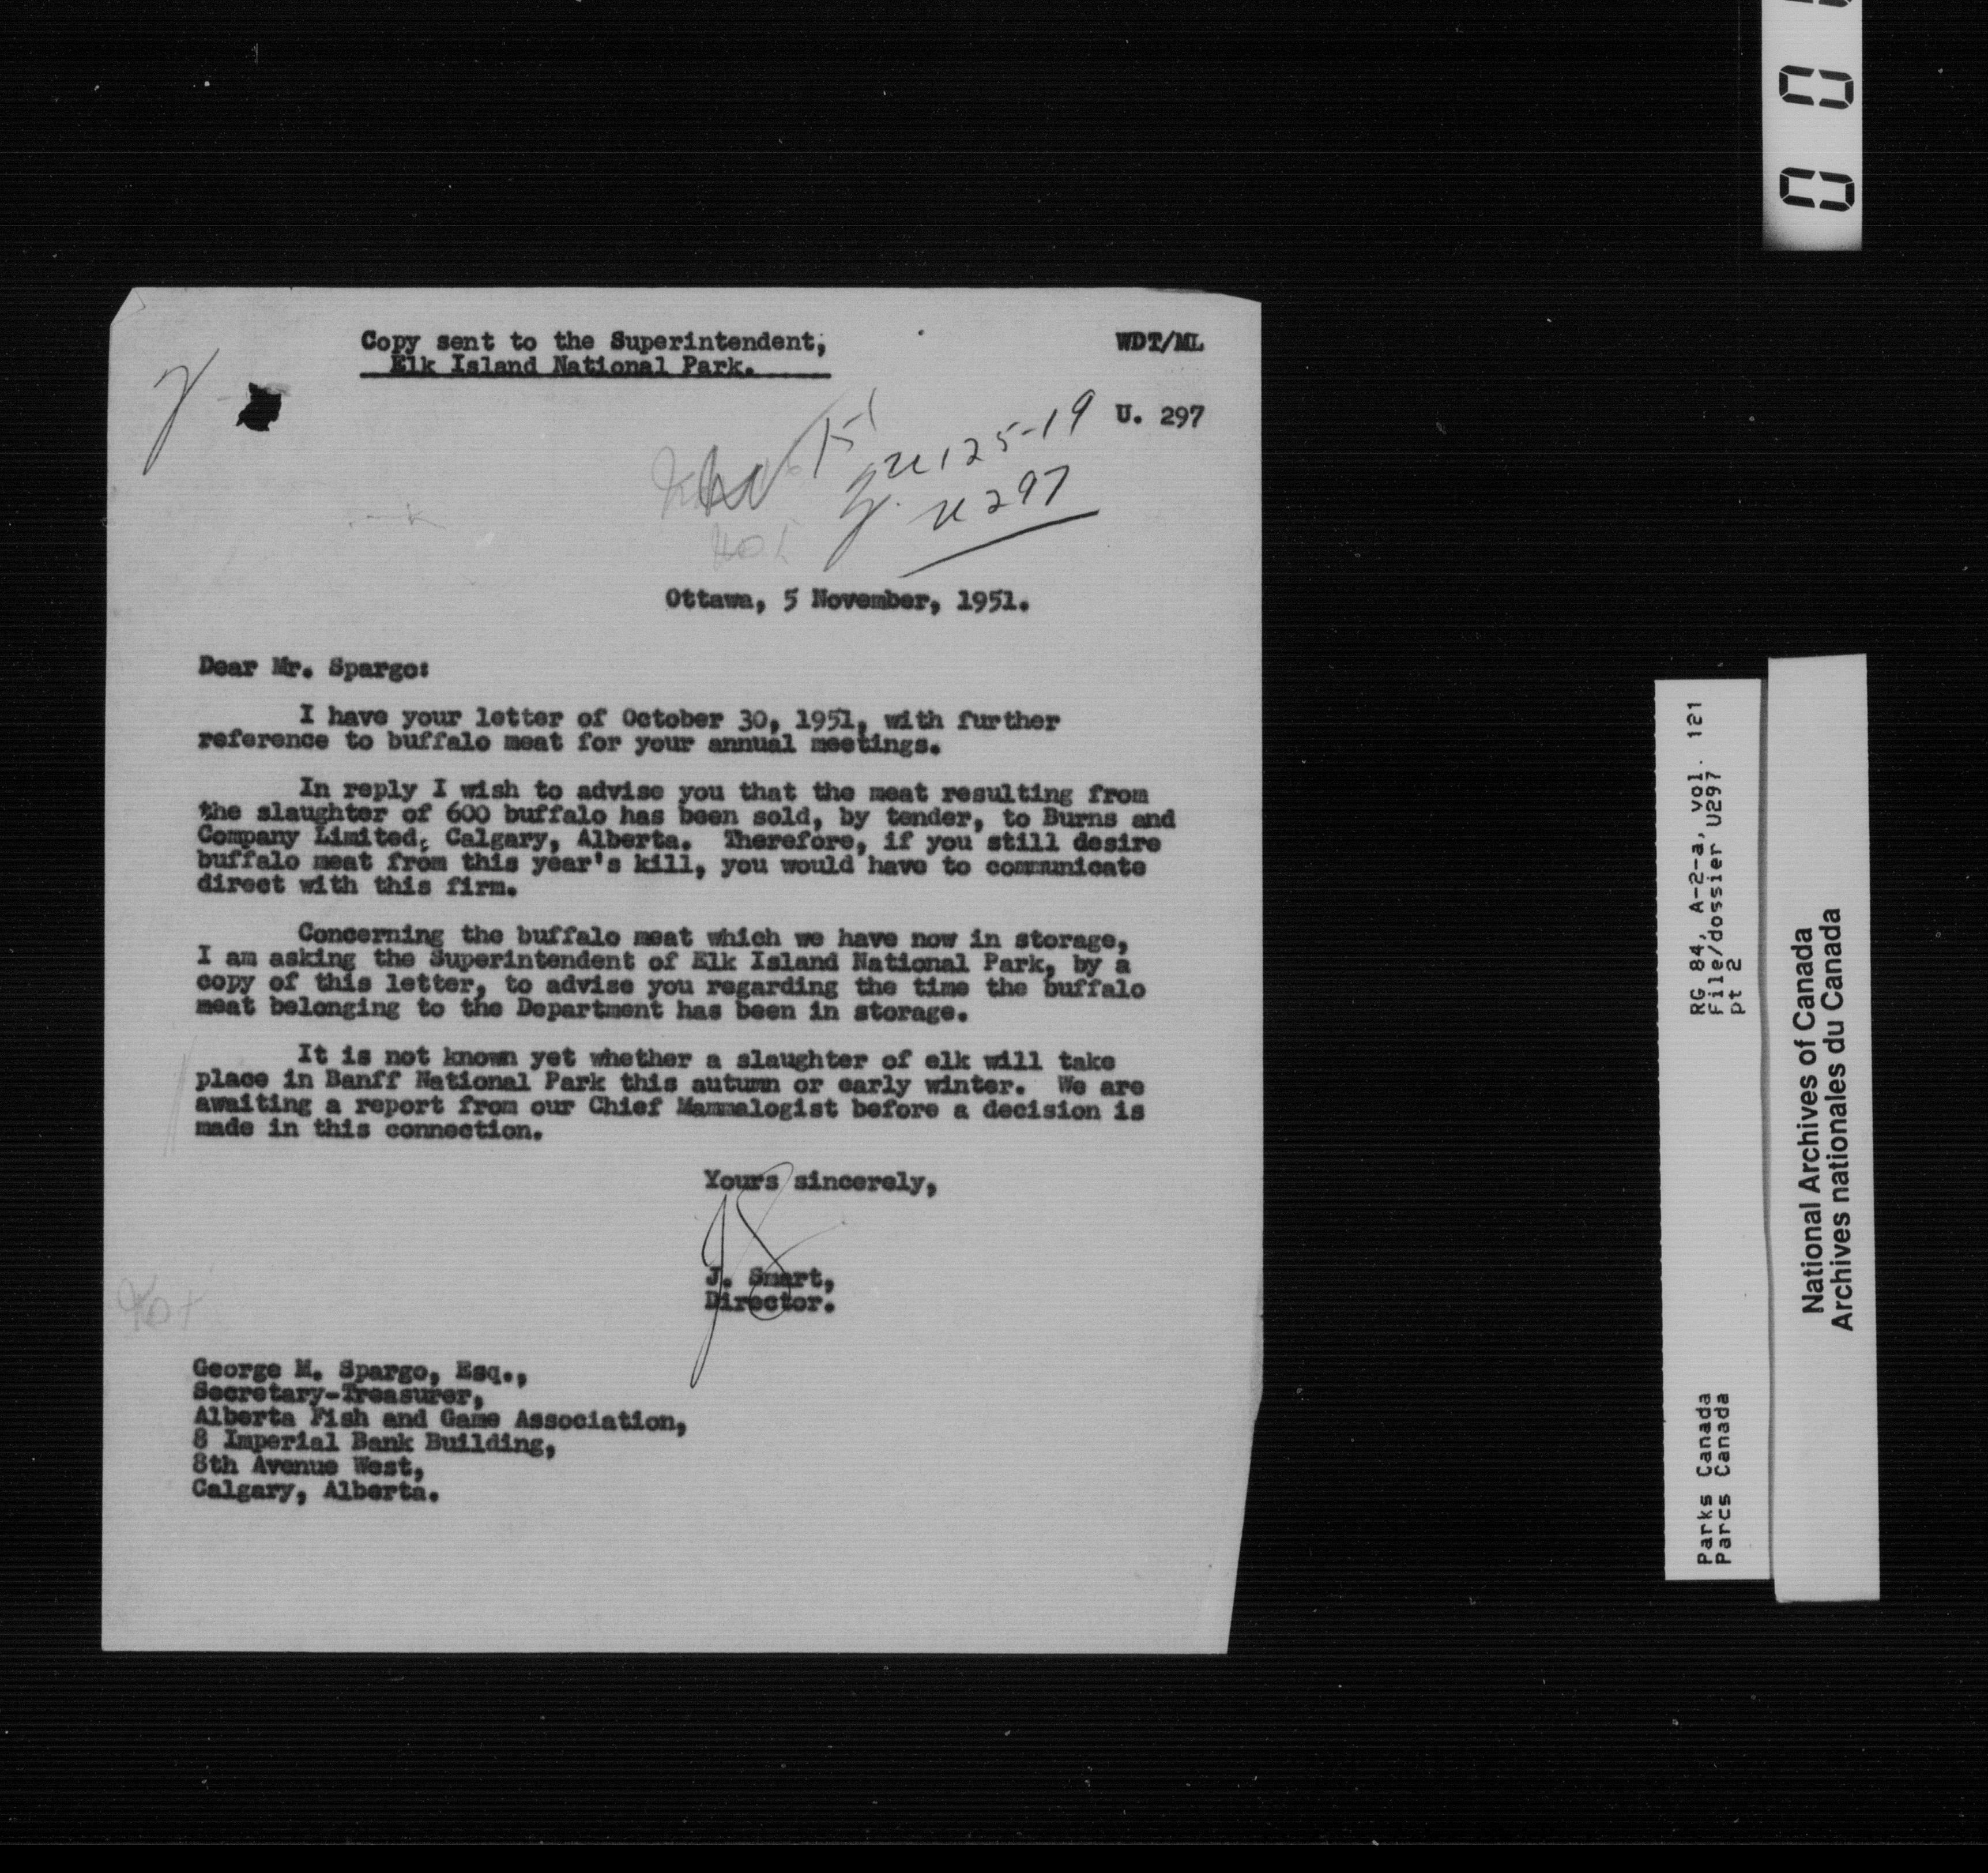 Copy sent to the Superintendent,
Elk Island National Park.
WDT/ML
U. 297
U125-19
U297
Ottawa, 5 November, 1951.
Dear Mr. Spargo:
I have your letter of October 30, 1951, with further
reference to buffalo meat for your annual meetings.
In reply I wish to advise you that the meat resulting from
the slaughter of 600 buffalo has been sold, by tender, to Burns and
Company Limited, Calgary, Alberta. Therefore, if you still desire
buffalo meat from this year's kill, you would have to communicate
direct with this firm.
Concerning the buffalo meat which we have now in storage,
I am asking the Superintendent of Elk Island National Park, by a
copy of this letter, to advise you regarding the time the buffalo
meat belonging to the Department has been in storage.
It is not known yet whether a slaughter of elk will take
place in Banff National Park this autumn or early winter. We are
awaiting a report from our Chief Mammalogist before a decision is
made in this connection.
Yours sincerely,
JS
J. Smart,
Director.
George M. Spargo, Esq.,
Secretary-Treasurer,
Alberta Fish and Game Association,
8 Imperial Bank Building,
8th Avenue West,
Calgary, Alberta.
RG 84, A-2-a, vol. 121
File/dossier U297
pt 2
Parks Canada
Parcs Canada
National Archives of Canada
Archives nationales du Canada